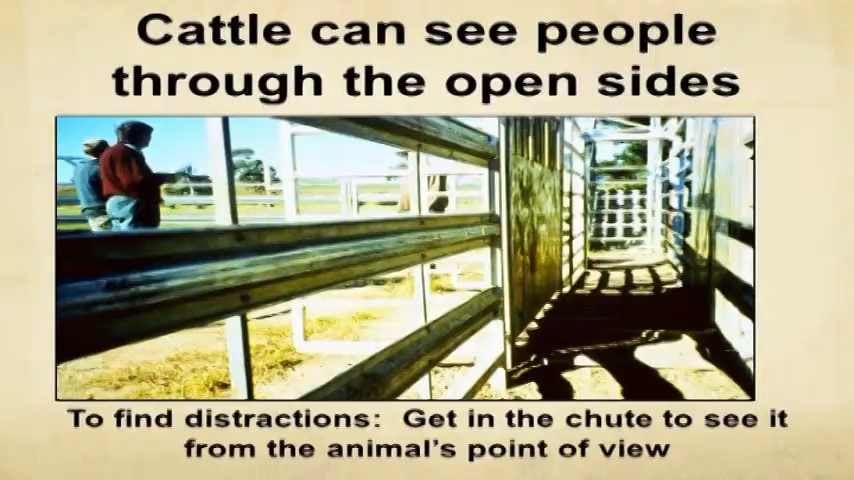 Cattle can see people
through the open sides
To find distractions: Get in the chute to see it
from the animal's point of view